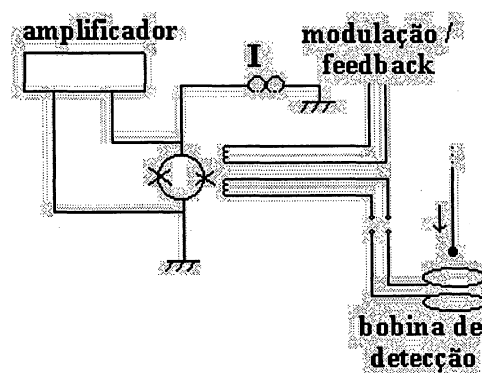 amplificador
modulação /
feedback
I
bobina de
detecção